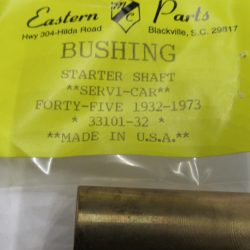 Eastern MC Parts
Hwy 304-Hilda Road Blackville, S.C. 29817
BUSHING
STARTER SHAFT
**SERVI-CAR**
FORTY-FIVE 1932-1973
* 33101-32 *
**MADE IN U.S.A.**